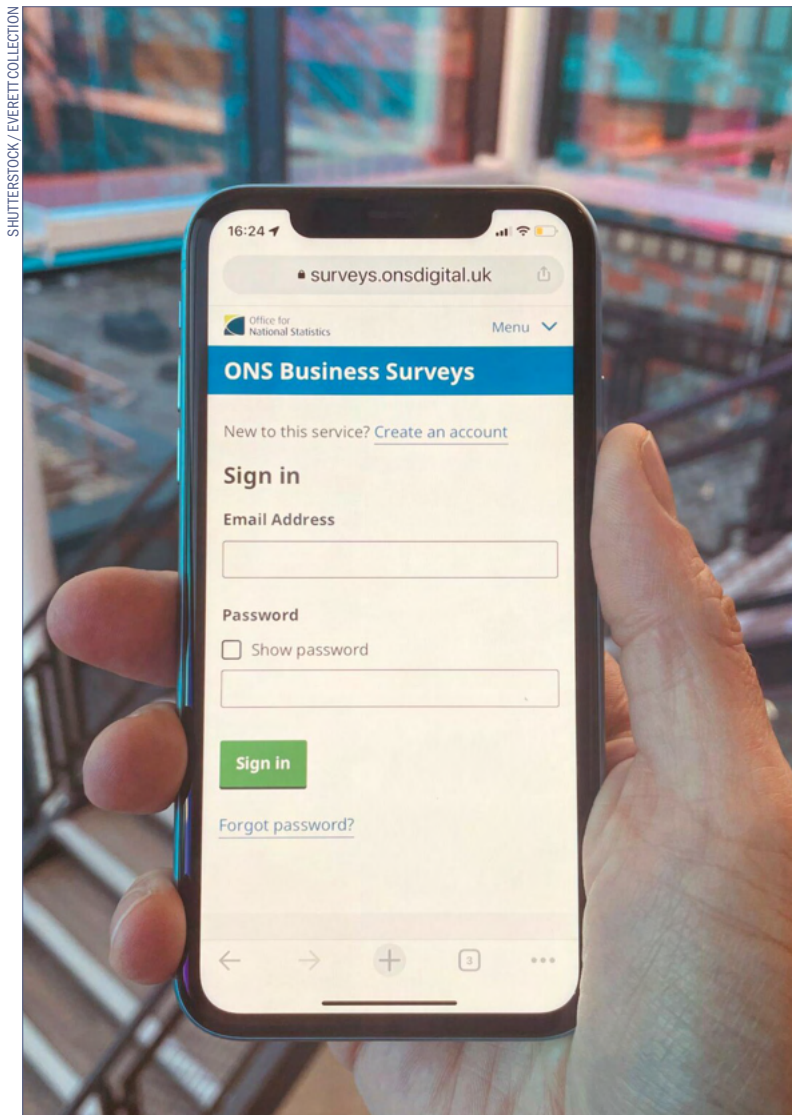 SHUTTERSTOCK / EVERETT COLLECTION
16:24
surveys.onsdigital.uk
Office for
National Statistics
Menu
ONS Business Surveys
New to this service? Create an account
Sign in
Email Address
Password
Show password
Sign in
Forgot password?
3